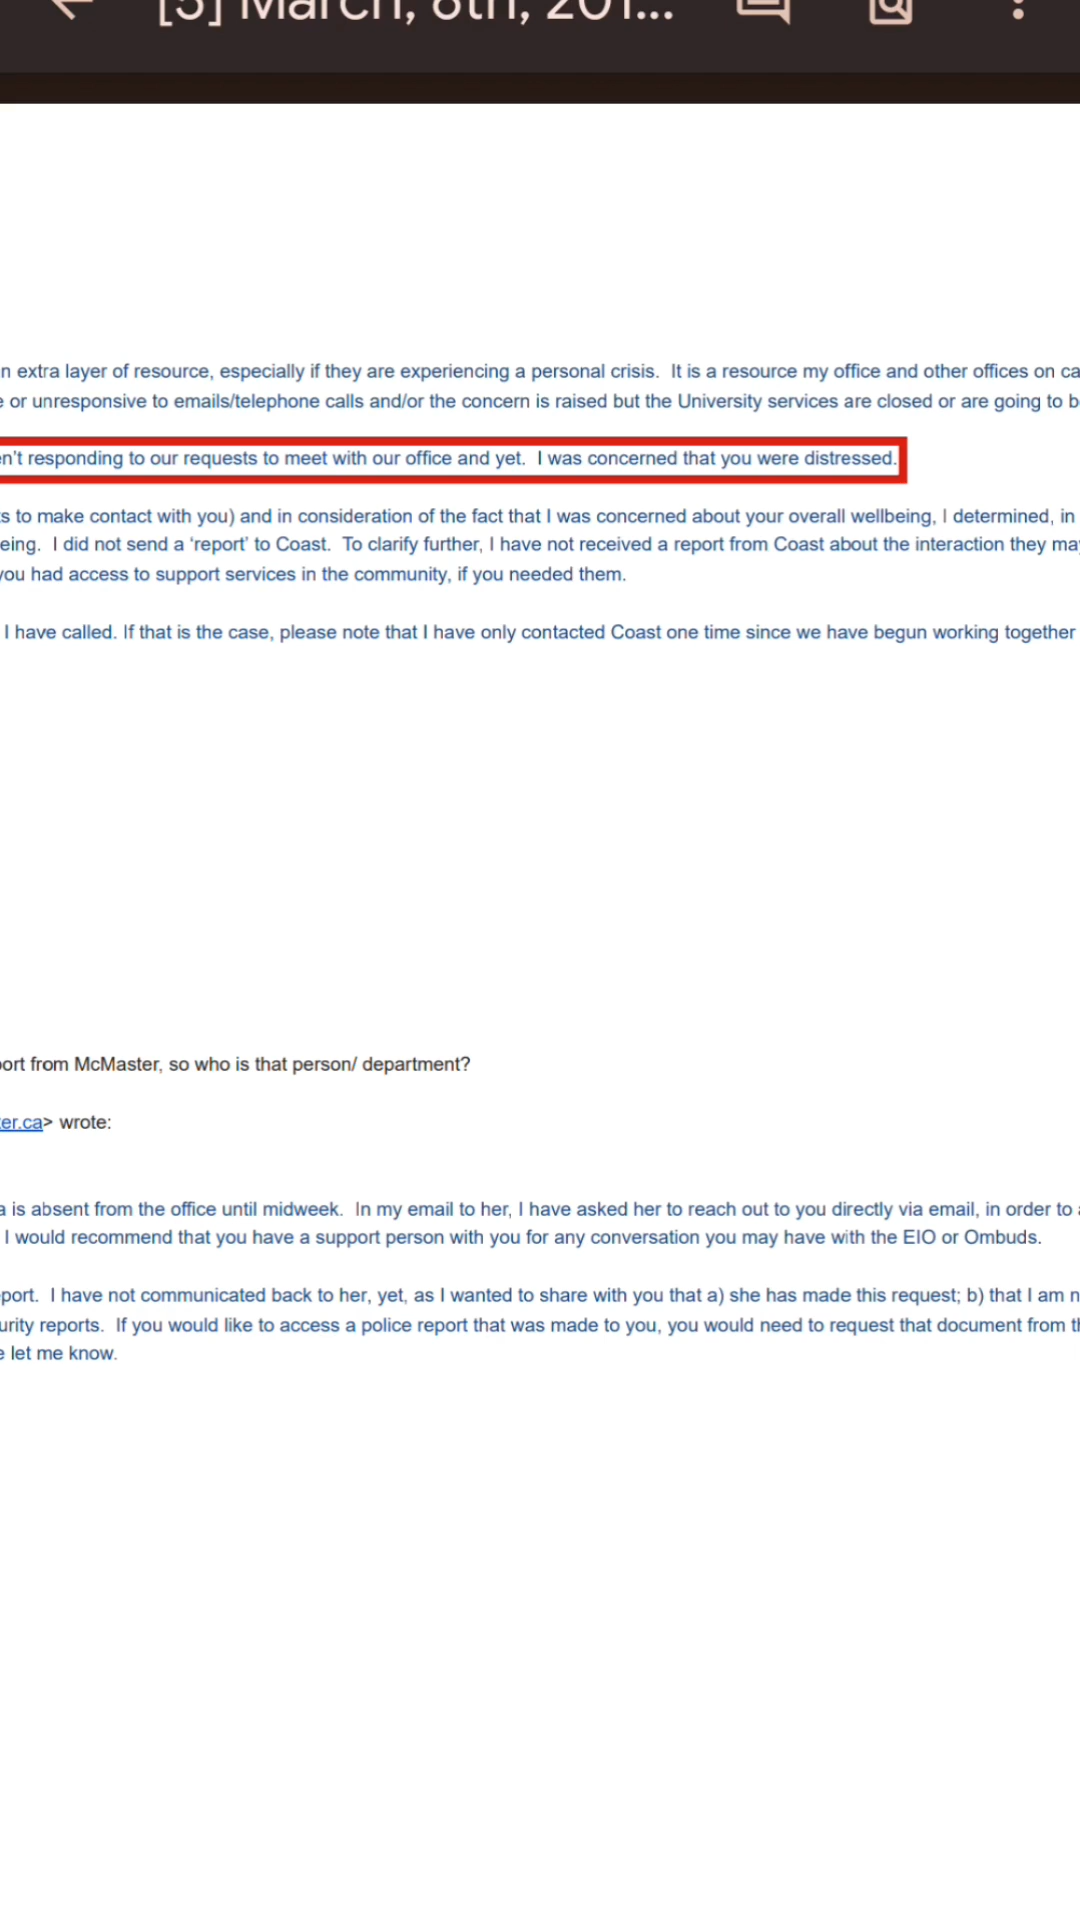 [5] March, 8th, 201...
extra layer of resource, especially if they are experiencing a personal crisis.  It is a resource my office and other offices on
or unresponsive to emails/telephone calls and/or the concern is raised but the University services are closed or are going to
responding to our requests to meet with our office and yet.  I was concerned that you were distressed.
to make contact with you) and in consideration of the fact that I was concerned about your overall wellbeing, I determined, in
eing.  I did not send a ‘report’ to Coast.  To clarify further, I have not received a report from Coast about the interaction they
you had access to support services in the community, if you needed them.
I have called. If that is the case, please note that I have only contacted Coast one time since we have begun working together
ort from McMaster, so who is that person/ department?
er.ca> wrote:
a is absent from the office until midweek.  In my email to her, I have asked her to reach out to you directly via email, in order to
I would recommend that you have a support person with you for any conversation you may have with the EIO or Ombuds.
port.  I have not communicated back to her, yet, as I wanted to share with you that a) she has made this request; b) that I am
urity reports.  If you would like to access a police report that was made to you, you would need to request that document from
e let me know.